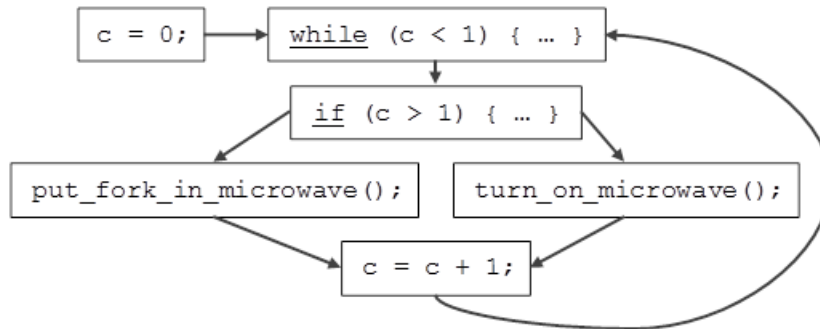 c = 0;
while (c < 1) { … }
if (c > 1) { … }
put_fork_in_microwave();
turn_on_microwave();
c = c + 1;